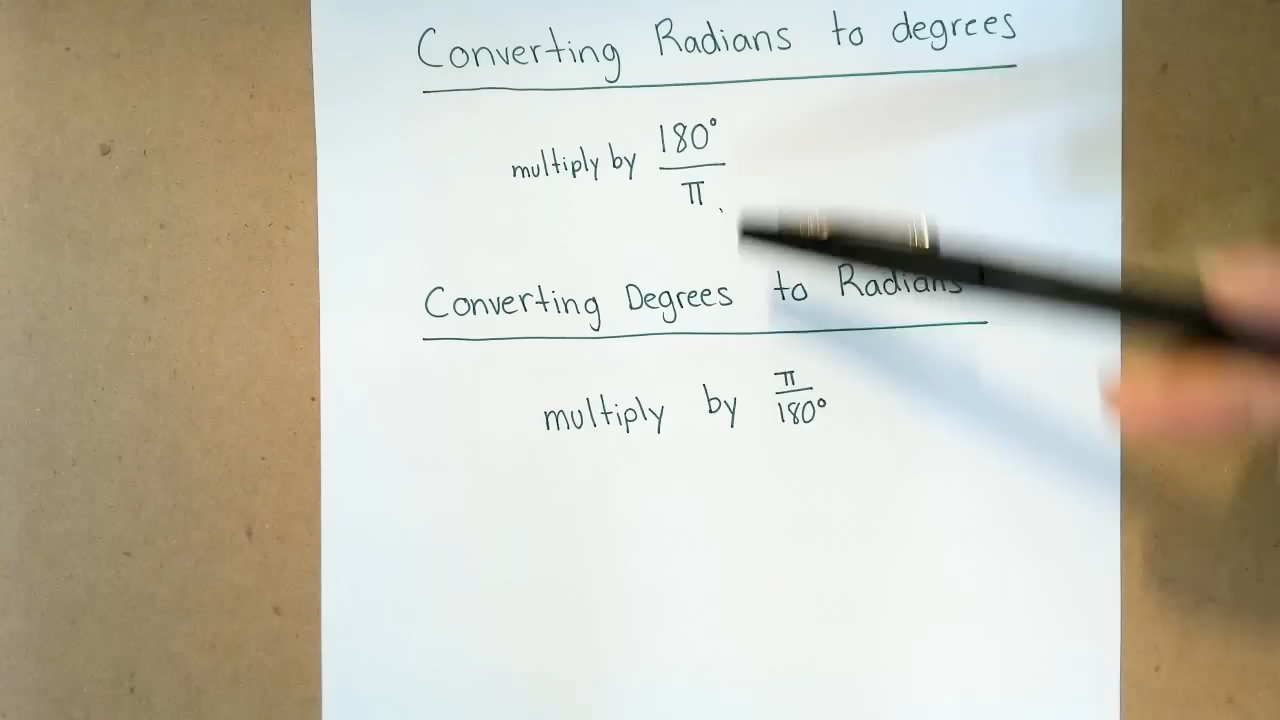 Converting Radians to degrees
multiply by 180°/π
Converting Degrees to Radians
multiply by π/180°